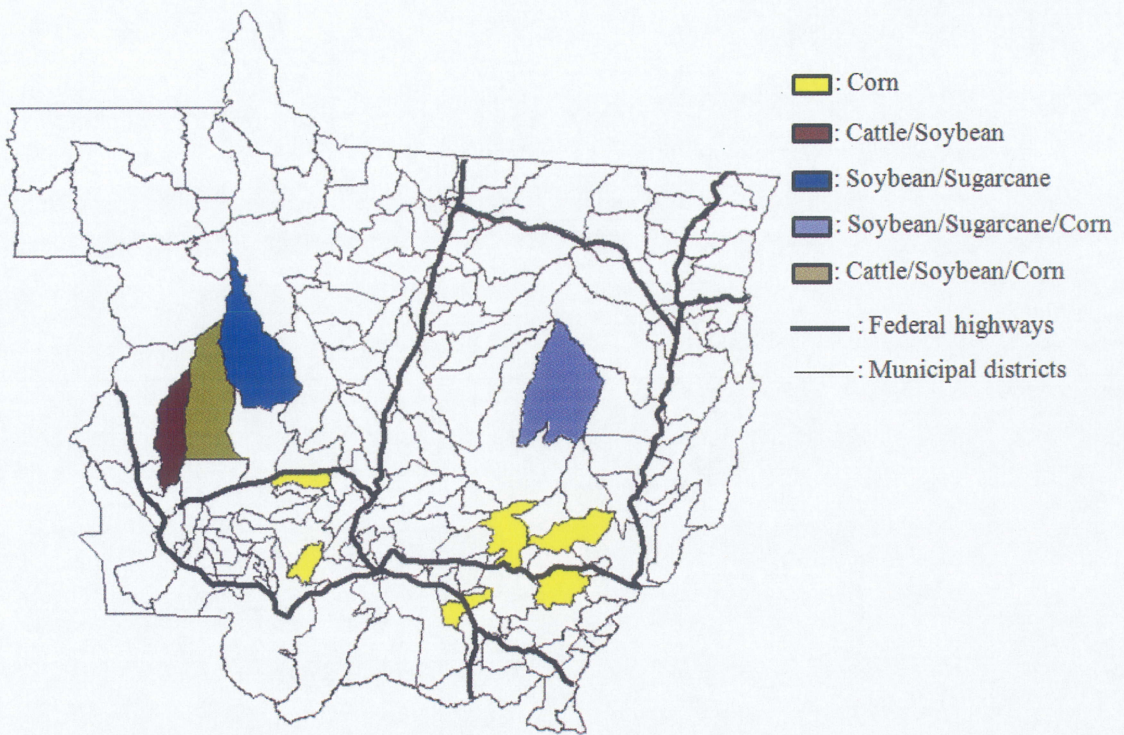 : Corn
: Cattle/Soybean
: Soybean/Sugarcane
: Soybean/Sugarcane/Corn
: Cattle/Soybean/Corn
: Federal highways
: Municipal districts